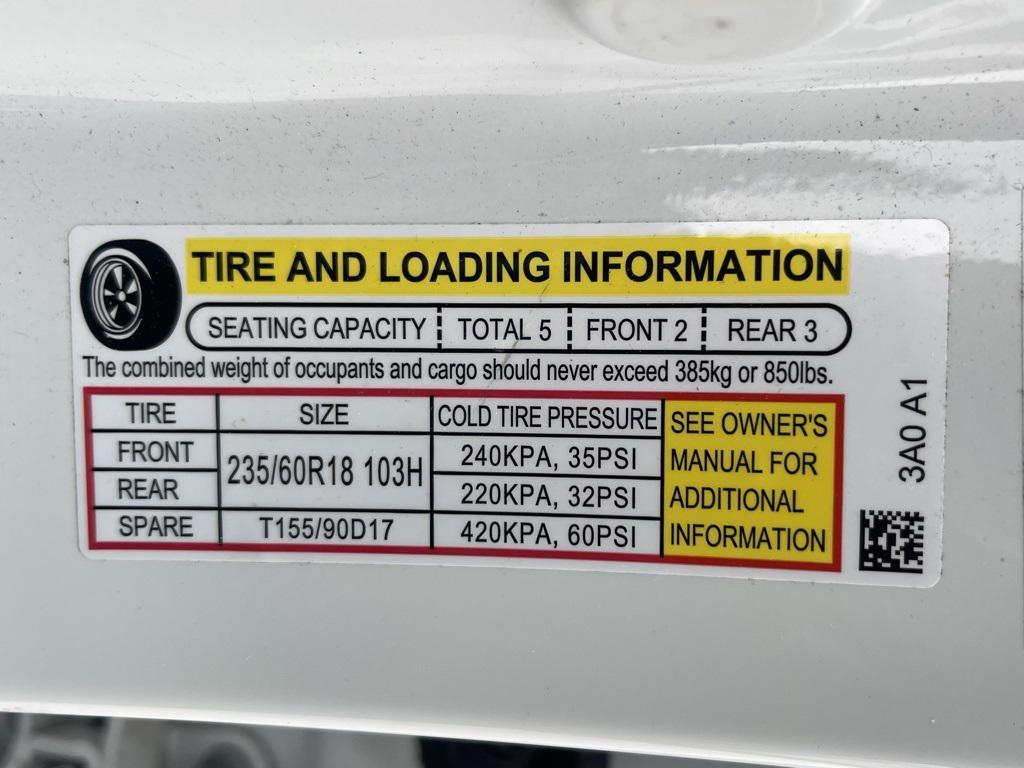 TIRE AND LOADING INFORMATION
SEATING CAPACITY TOTAL 5 FRONT 2 REAR 3
The combined weight of occupants and cargo should never exceed 385kg or 850lbs.
TIRE SIZE COLD TIRE PRESSURE
FRONT 235/60R18 103H 240KPA, 35PSI
REAR 220KPA, 32PSI
SPARE T155/90D17 420KPA, 60PSI
SEE OWNER'S
MANUAL FOR
ADDITIONAL
INFORMATION
3A0 A1